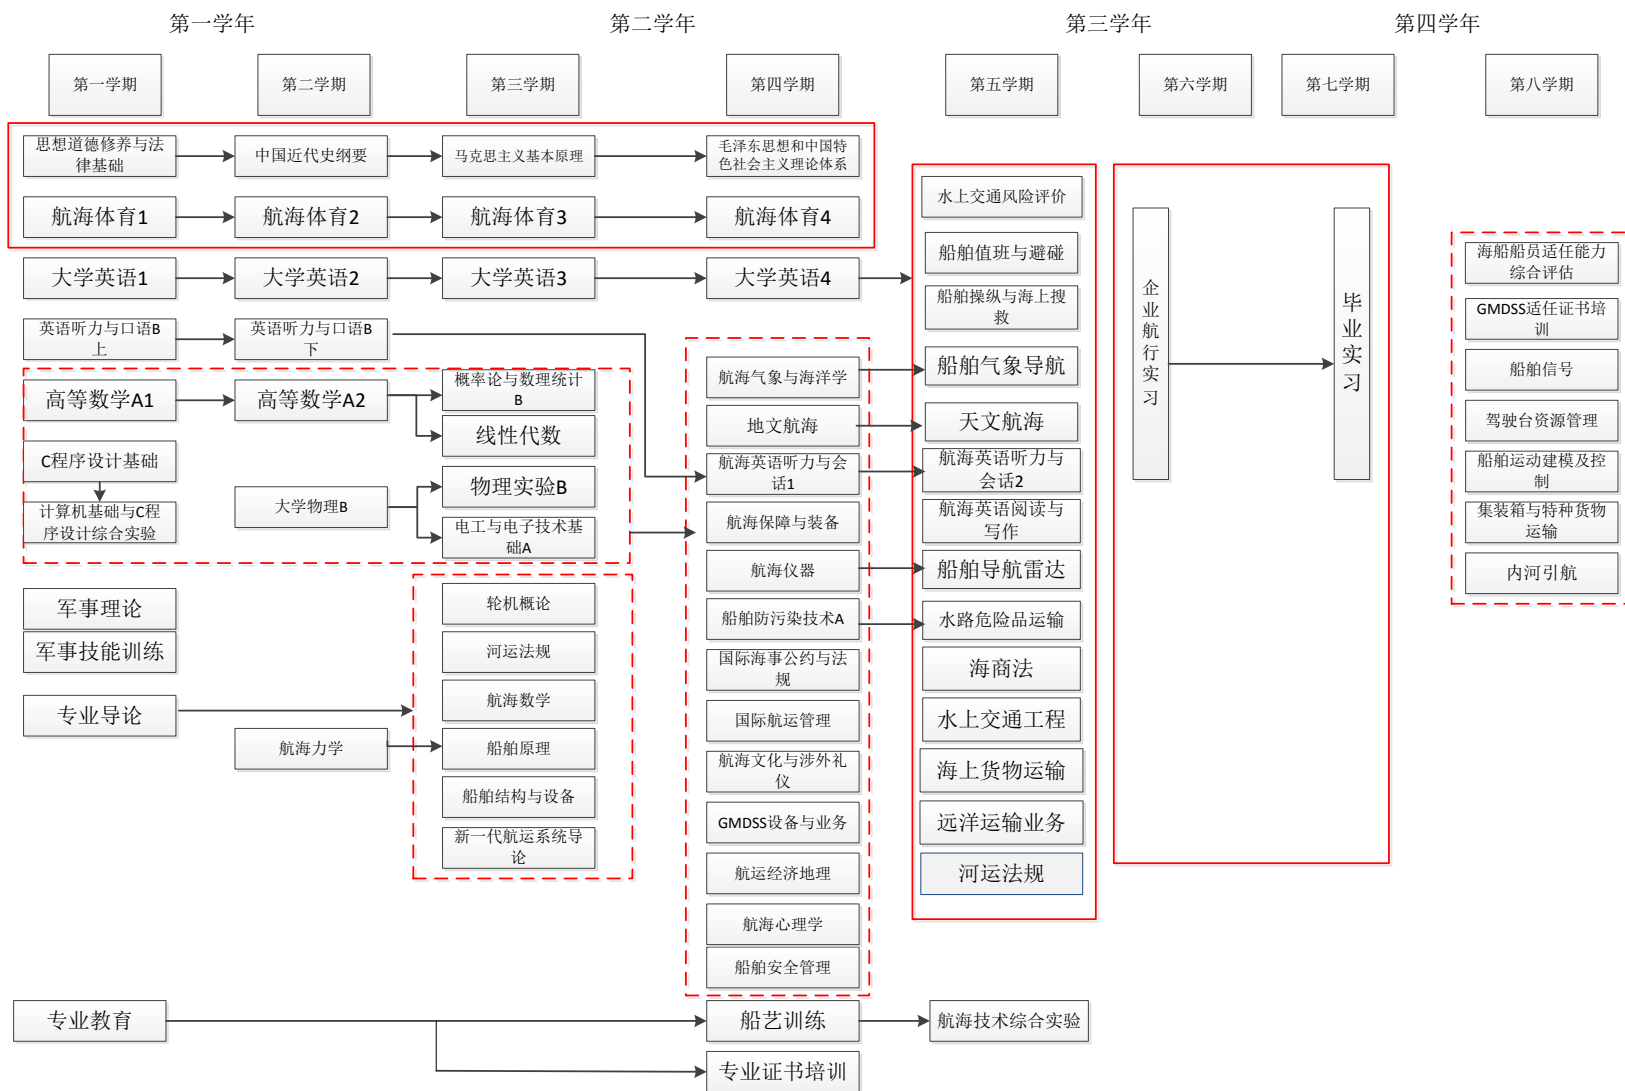 第一学年
第二学年
第三学年
第四学年
第一学期
第二学期
第三学期
第四学期
第五学期
第六学期
第七学期
第八学期
思想道德修养与法
律基础
中国近代史纲要
马克思主义基本原理
毛泽东思想和中国特
色社会主义理论体系
航海体育1
航海体育2
航海体育3
航海体育4
大学英语1
大学英语2
大学英语3
大学英语4
英语听力与口语B
上
英语听力与口语B
下
高等数学A1
高等数学A2
概率论与数理统计
B
线性代数
C程序设计基础
计算机基础与C程
序设计综合实验
大学物理B
物理实验B
电工与电子技术基
础A
军事理论
军事技能训练
专业导论
航海力学
轮机概论
河运法规
航海数学
船舶原理
船舶结构与设备
新一代航运系统导
论
航海气象与海洋学
地文航海
航海英语听力与会
话1
航海保障与装备
航海仪器
船舶防污染技术A
国际海事公约与法
规
国际航运管理
航海文化与涉外礼
仪
GMDSS设备与业务
航运经济地理
航海心理学
船舶安全管理
水上交通风险评价
船舶值班与避碰
船舶操纵与海上搜
救
船舶气象导航
天文航海
航海英语听力与
会话2
航海英语阅读与
写作
船舶导航雷达
水路危险品运输
海商法
水上交通工程
海上货物运输
远洋运输业务
河运法规
企业航行实习
毕业实习
海船船员适任能力
综合评估
GMDSS适任证书培
训
船舶信号
驾驶台资源管理
船舶运动建模及控
制
集装箱与特种货物
运输
内河引航
专业教育
船艺训练
航海技术综合实验
专业证书培训